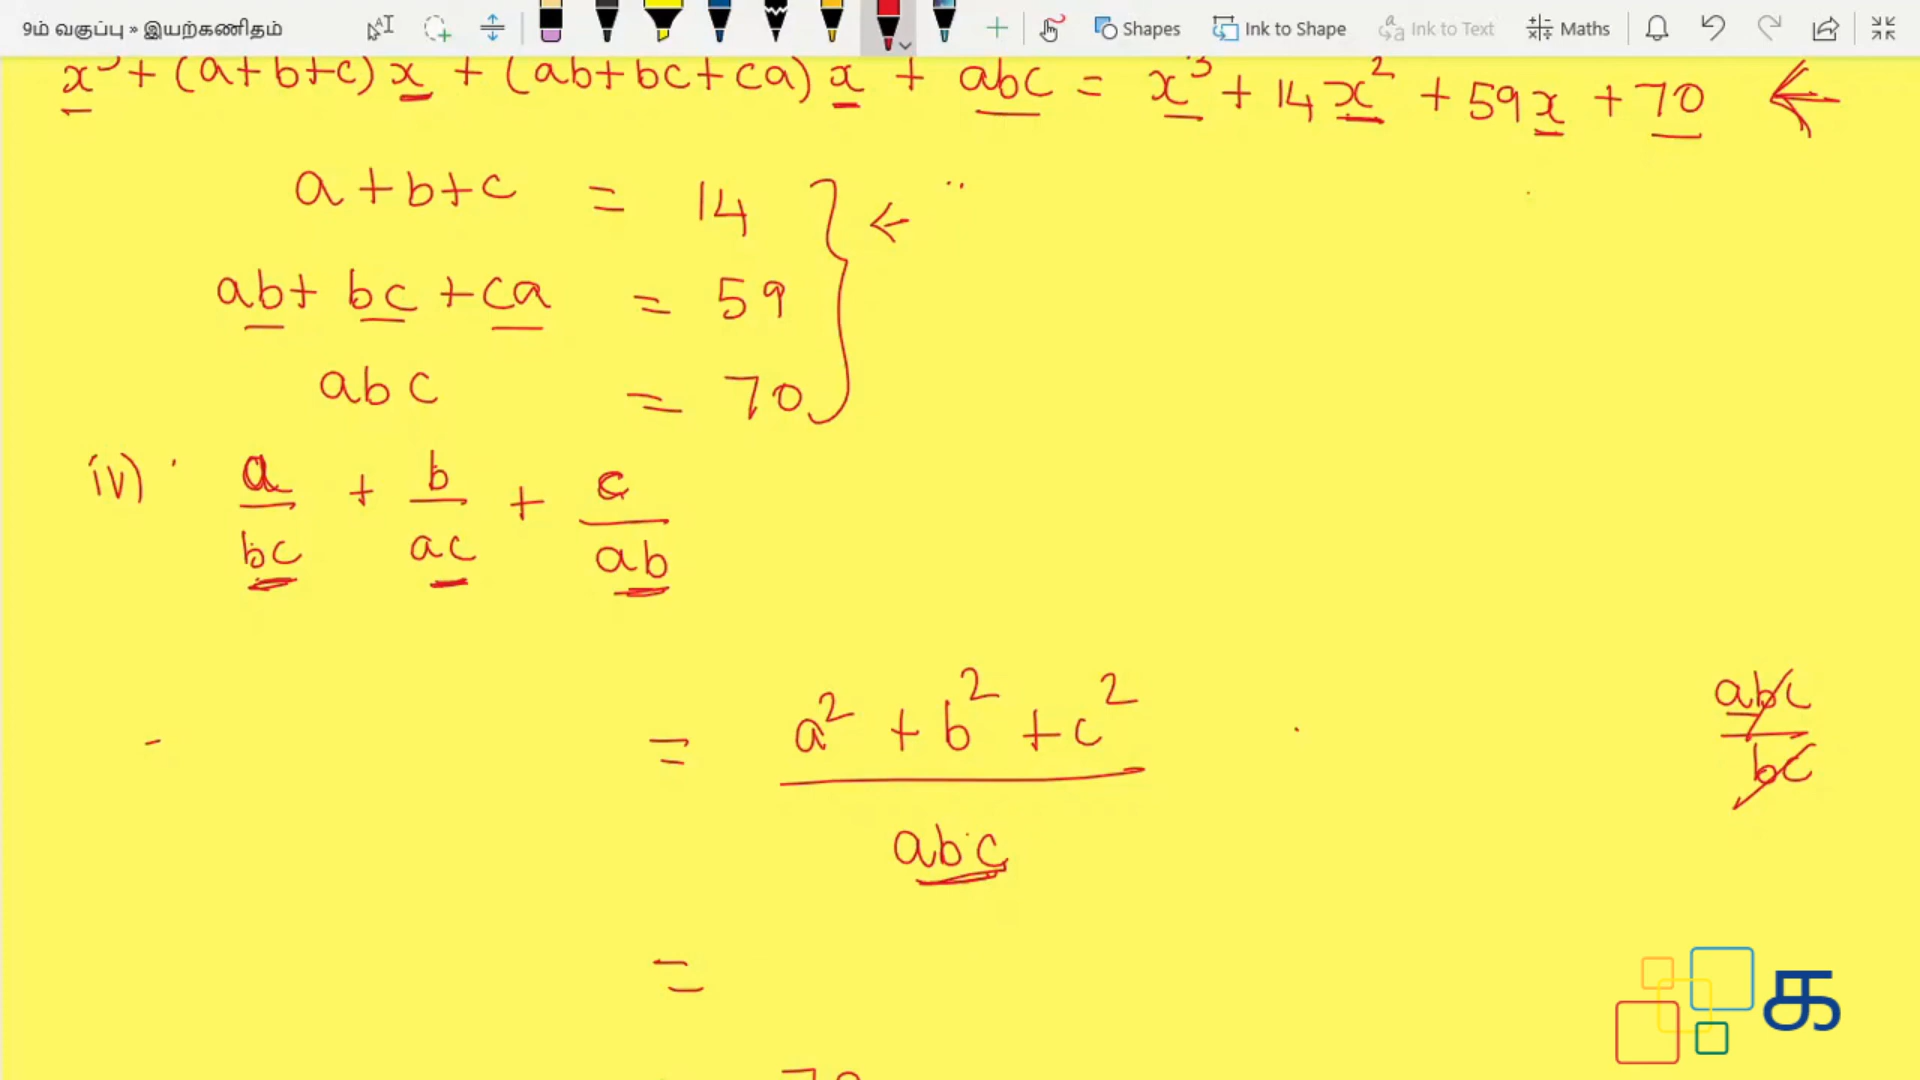 9ம் வகுப்பு » இயற்கணிதம்
Shapes
Ink to Shape
Ink to Text
Maths
x³ + (a+b+c) x + (ab+bc+ca) x + abc = x³ + 14x² + 59x + 70 ←
a+b+c = 14
ab+ bc +ca = 59
abc = 70
iv) a/bc + b/ac + c/ab
= (a² + b² + c²)/abc
abc/bc
=
70
க